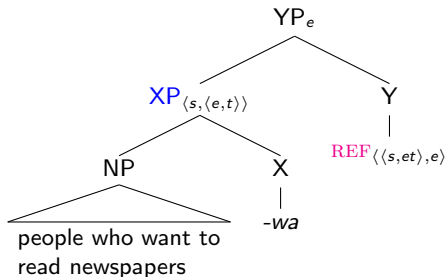 YPe
XP⟨s,⟨e,t⟩⟩ Y
REF⟨⟨s,et⟩,e⟩
NP X
-wa
people who want to
read newspapers